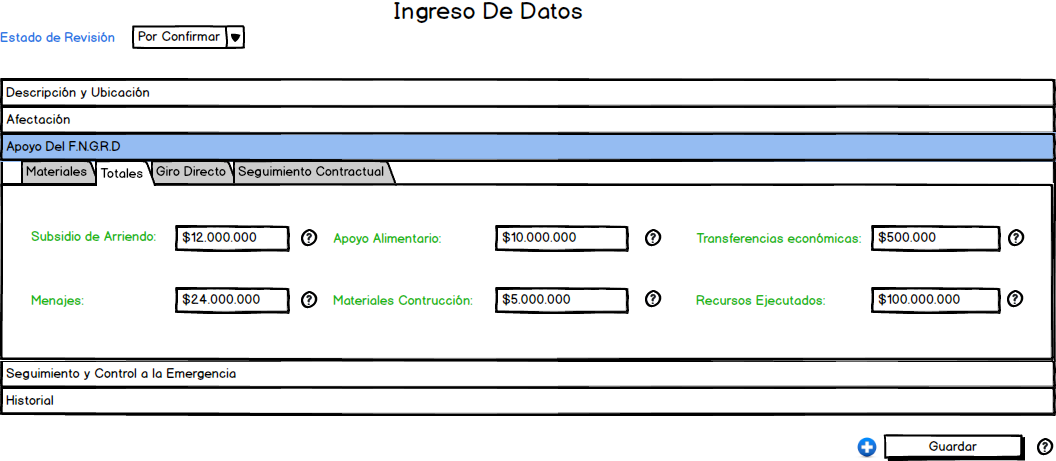 Ingreso De Datos
Estado de Revisión Por Confirmar
Descripción y Ubicación
Afectación
Apoyo Del F.N.G.R.D
Materiales Totales Giro Directo Seguimiento Contractual
Subsidio de Arriendo: $12.000.000 ? Apoyo Alimentario: $10.000.000 ? Transferencias económicas: $500.000 ?
Menajes: $24.000.000 ? Materiales Contrucción: $5.000.000 ? Recursos Ejecutados: $100.000.000 ?
Seguimiento y Control a la Emergencia
Historial
Guardar ?